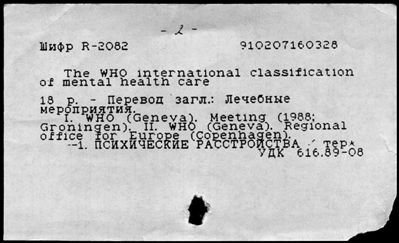 - 2 -
Шифр R-2082 910207160328
The WHO international classification
of mental health care
18 р. - Перевод загл.: Лечебные
мероприятия.
I. WHO (Geneva). Meeting (1988;
Groningen). II. WHO (Geneva). Regional
office for Europe (Copenhagen).
--1. ПСИХИЧЕСКИЕ РАССТРОЙСТВА - тер*
УДК 616.89-08